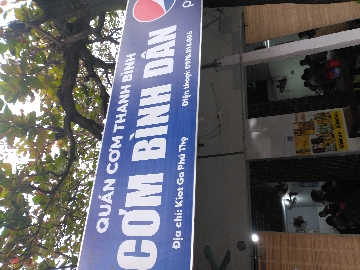 QUÁN CƠM THANH BÌNH
CƠM BÌNH DÂN
Địa chỉ: Kiot Ga Phú Thọ